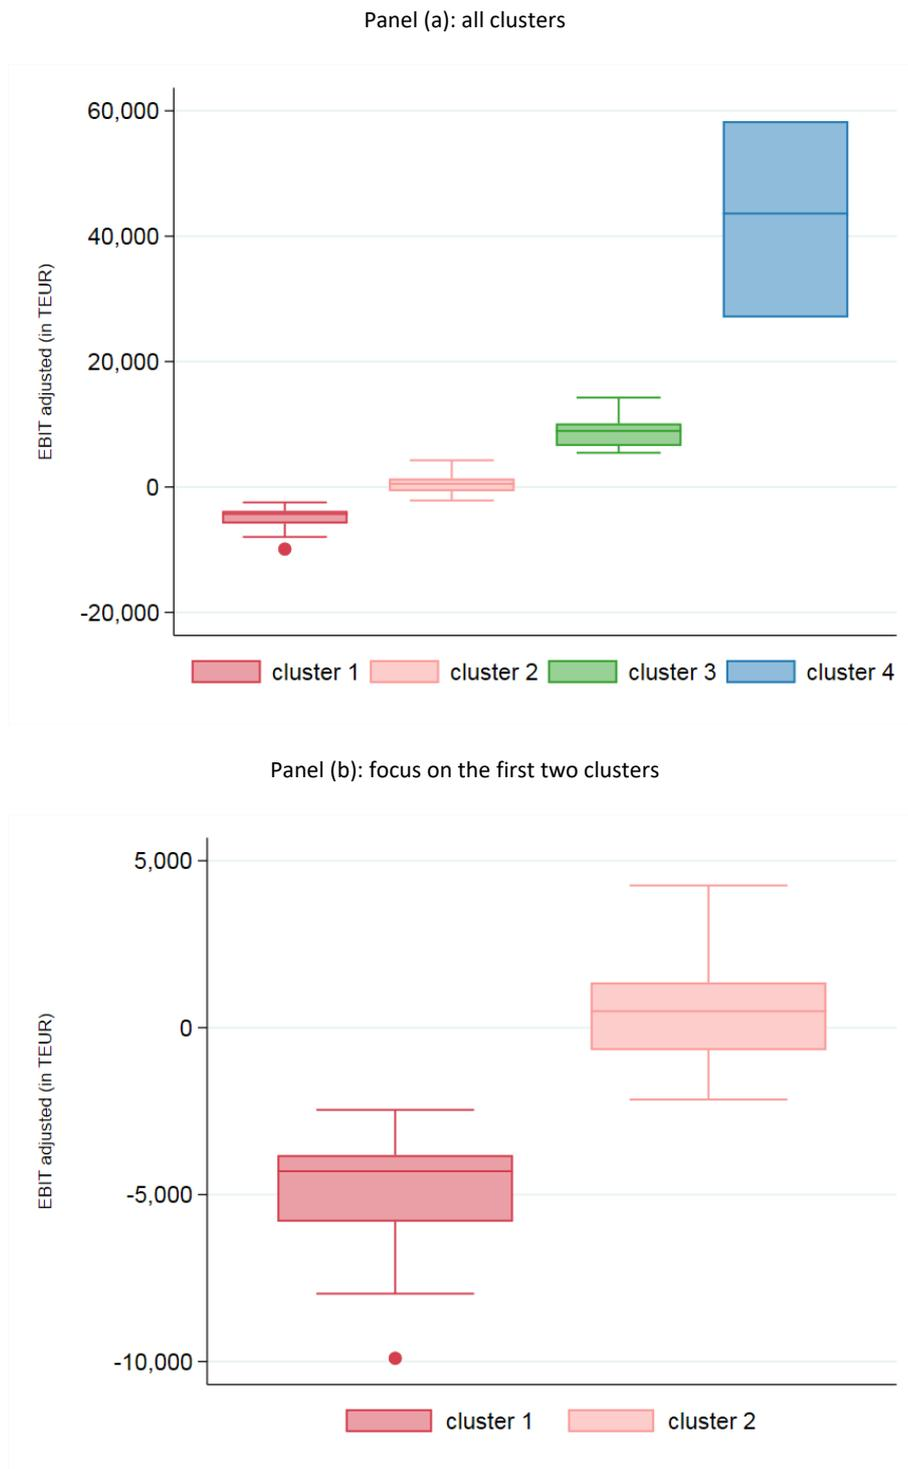 Panel (a): all clusters
60,000
40,000
20,000
0
-20,000
EBIT adjusted (in TEUR)
cluster 1 cluster 2 cluster 3 cluster 4
Panel (b): focus on the first two clusters
5,000
0
-5,000
-10,000
EBIT adjusted (in TEUR)
cluster 1 cluster 2